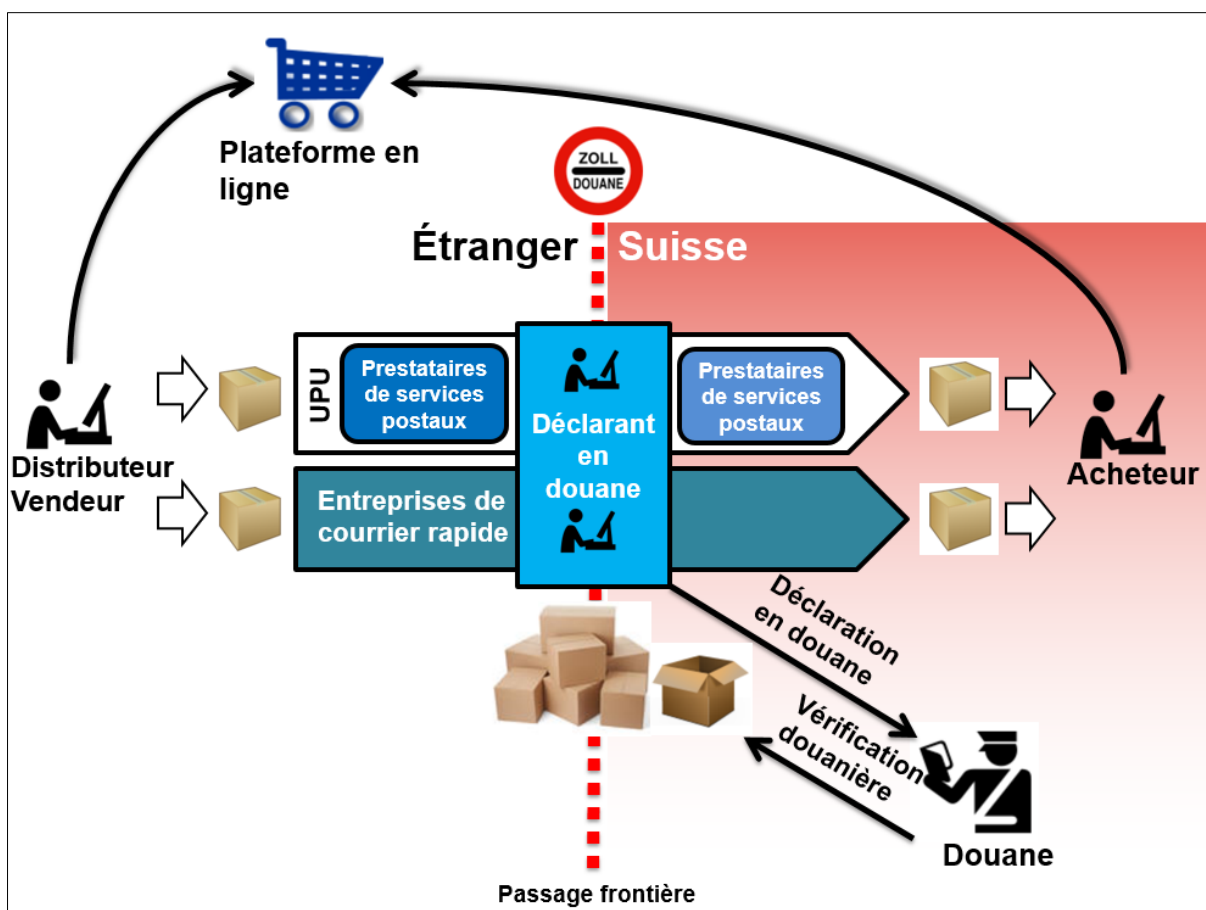 Plateforme en
ligne
ZOLL
DOUANE
Étranger
Suisse
UPU
Prestataires
de services
postaux
Déclarant
en
douane
Prestataires
de services
postaux
Distributeur
Vendeur
Acheteur
Entreprises de
courrier rapide
Déclaration
en douane
Vérification
douanière
Douane
Passage frontière